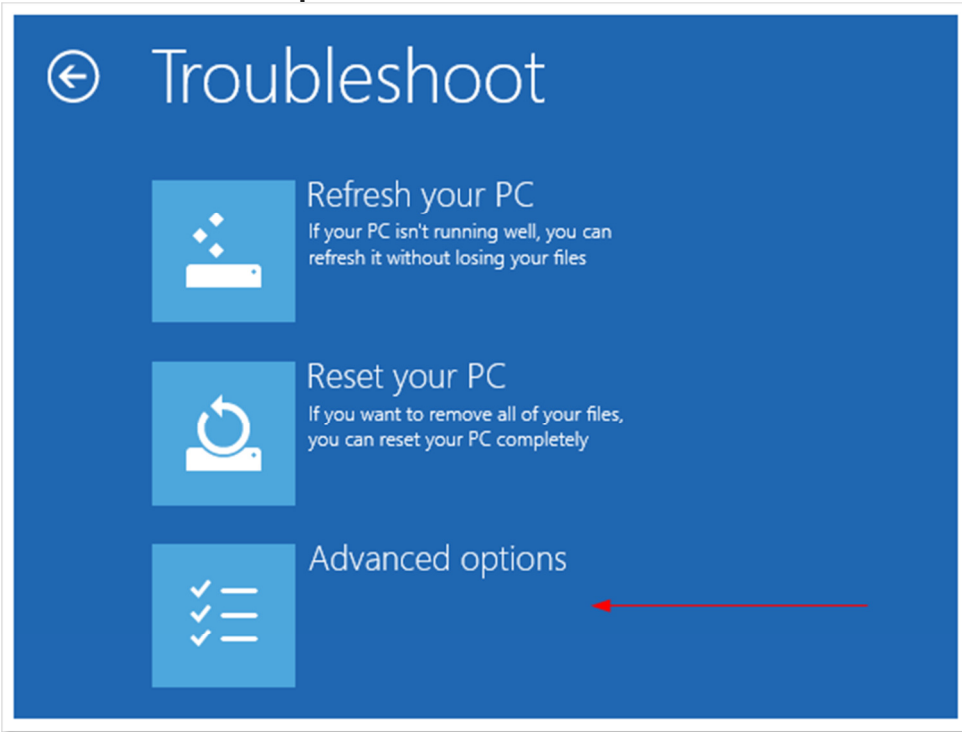 Troubleshoot
Refresh your PC
If your PC isn't running well, you can
refresh it without losing your files
Reset your PC
If you want to remove all of your files,
you can reset your PC completely
Advanced options